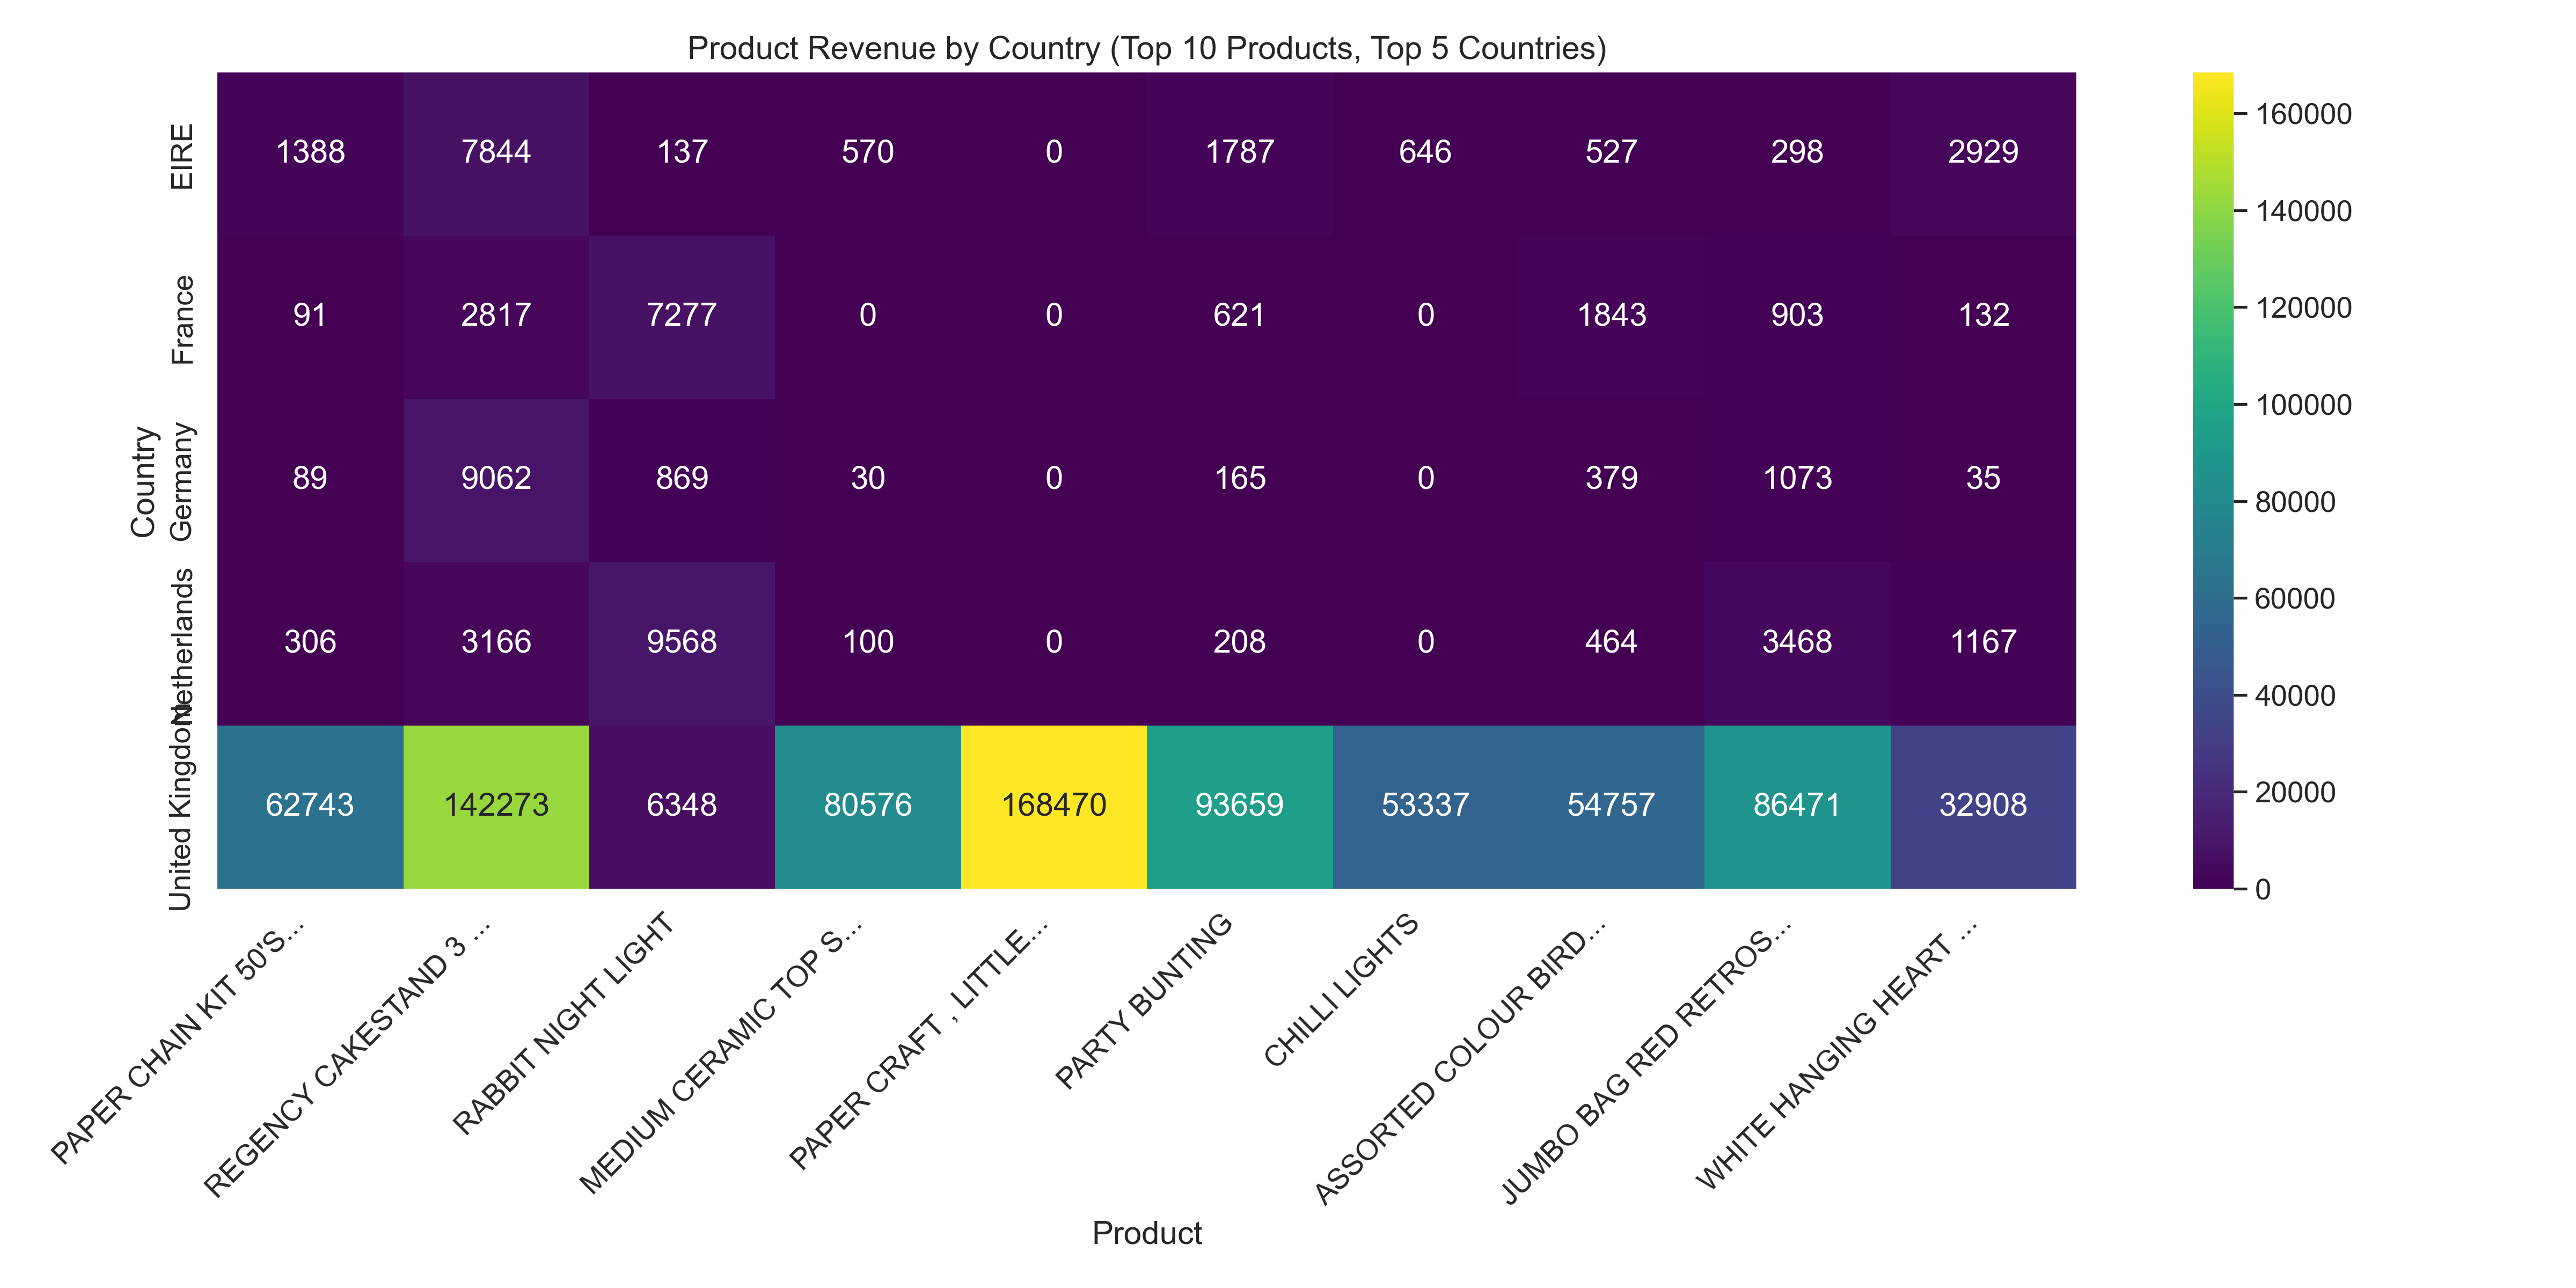 Product Revenue by Country (Top 10 Products, Top 5 Countries)
Country
EIRE 1388 7844 137 570 0 1787 646 527 298 2929
France 91 2817 7277 0 0 621 0 1843 903 132
Germany 89 9062 869 30 0 165 0 379 1073 35
Netherlands 306 3166 9568 100 0 208 0 464 3468 1167
United Kingdom 62743 142273 6348 80576 168470 93659 53337 54757 86471 32908
PAPER CHAIN KIT 50'S...
REGENCY CAKESTAND 3 ...
RABBIT NIGHT LIGHT
MEDIUM CERAMIC TOP S...
PAPER CRAFT , LITTLE...
PARTY BUNTING
CHILLI LIGHTS
ASSORTED COLOUR BIRD...
JUMBO BAG RED RETROS...
WHITE HANGING HEART ...
Product
160000
140000
120000
100000
80000
60000
40000
20000
0